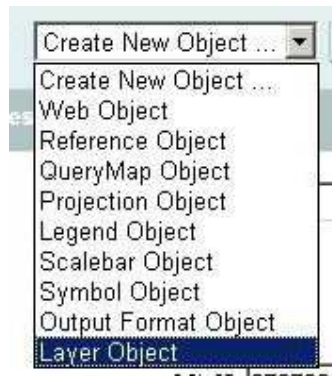 Create New Object ...
Create New Object ...
Web Object
Reference Object
QueryMap Object
Projection Object
Legend Object
Scalebar Object
Symbol Object
Output Format Object
Layer Object